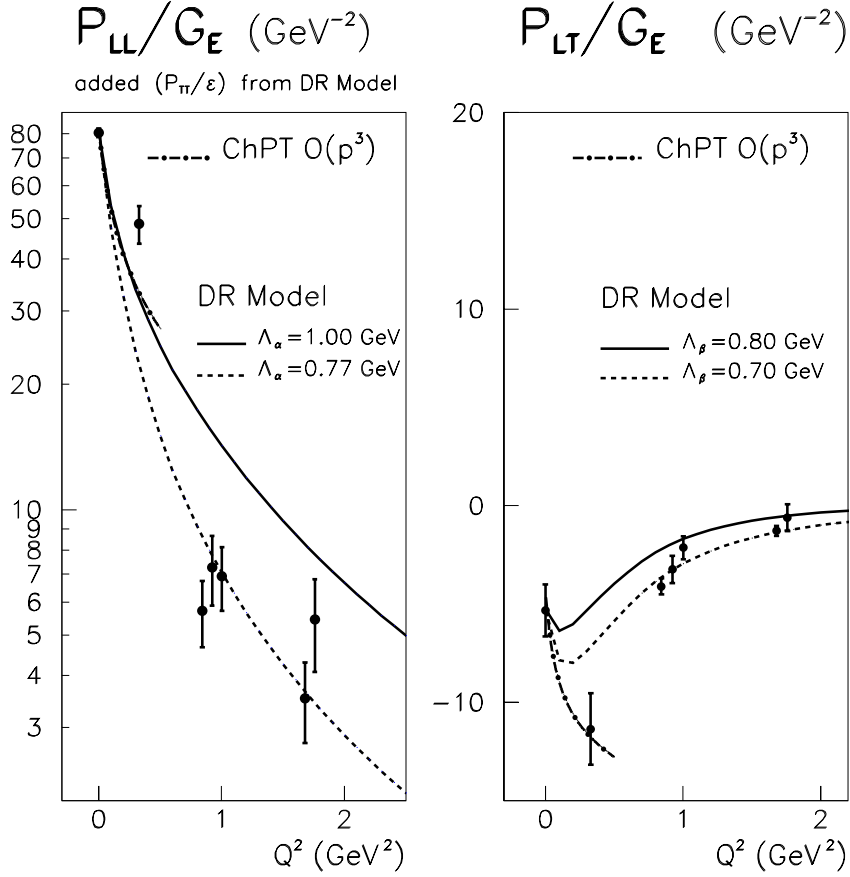 P_LL/G_E (GeV⁻²)
added (P_TT/ε) from DR Model
80
70
60
50
40
30
20
10
9
8
7
6
5
4
3
ChPT O(p³)
DR Model
Λ_α=1.00 GeV
Λ_α=0.77 GeV
0 1 2
Q² (GeV²)
P_LT/G_E (GeV⁻²)
20
10
0
−10
ChPT O(p³)
DR Model
Λ_β=0.80 GeV
Λ_β=0.70 GeV
0 1 2
Q² (GeV²)